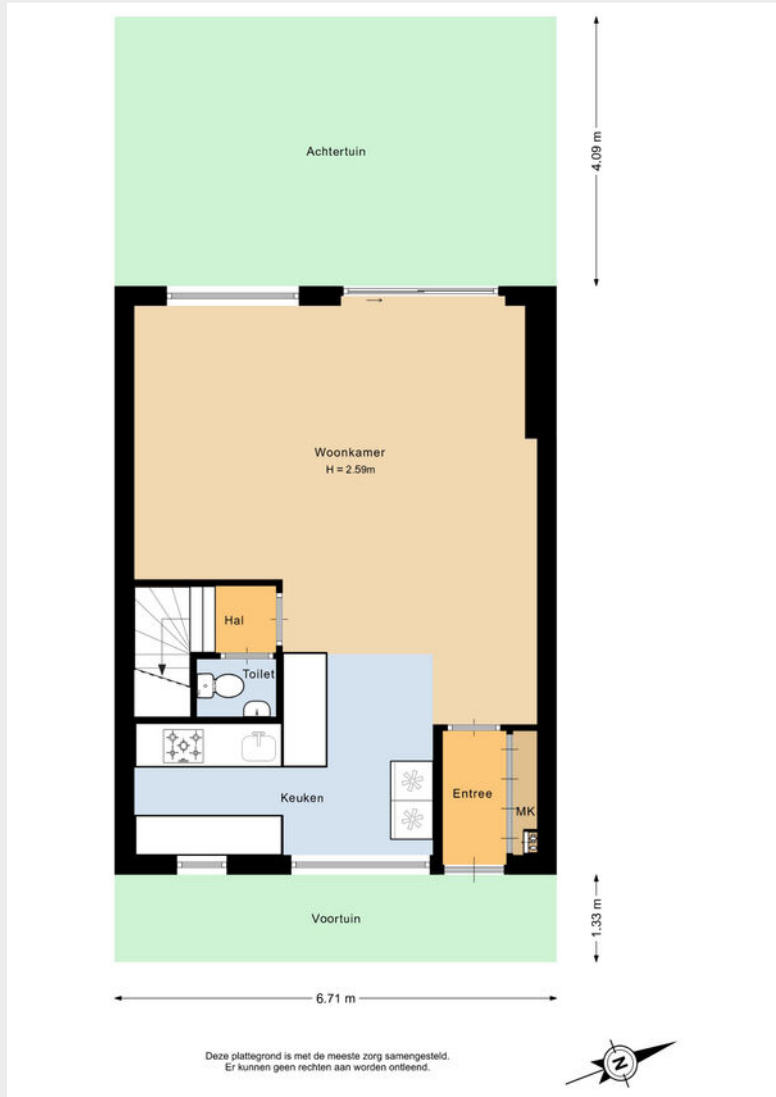 Achtertuin
4.09 m
Woonkamer
H = 2.59m
Hal
Toilet
Keuken
Entree
MK
Voortuin
1.33 m
6.71 m
Deze plattegrond is met de meeste zorg samengesteld.
Er kunnen geen rechten aan worden ontleend.
N